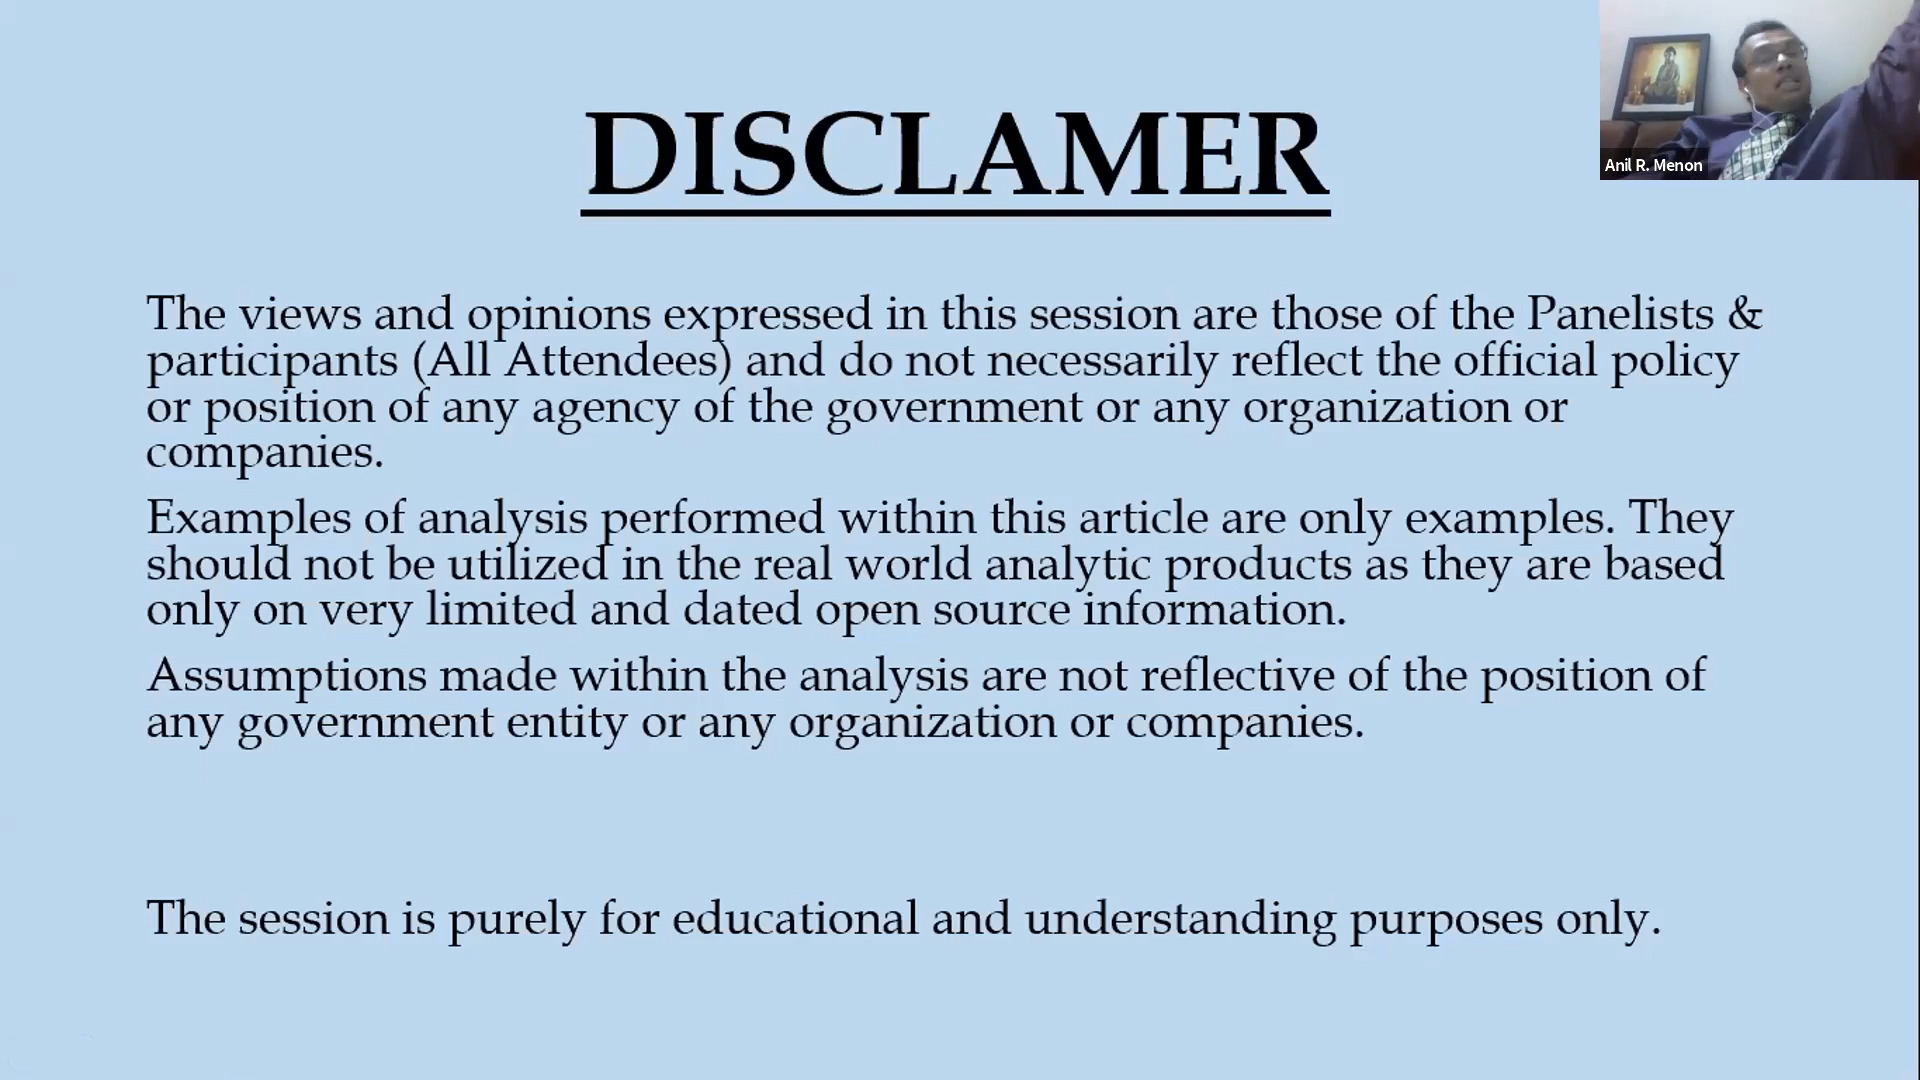 DISCLAMER
Anil R. Menon
The views and opinions expressed in this session are those of the Panelists &
participants (All Attendees) and do not necessarily reflect the official policy
or position of any agency of the government or any organization or
companies.
Examples of analysis performed within this article are only examples. They
should not be utilized in the real world analytic products as they are based
only on very limited and dated open source information.
Assumptions made within the analysis are not reflective of the position of
any government entity or any organization or companies.
The session is purely for educational and understanding purposes only.